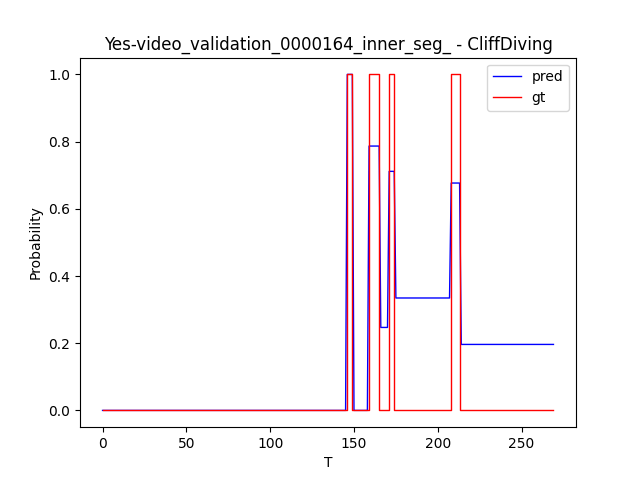 Yes-video_validation_0000164_inner_seg_ - CliffDiving
pred
gt
1.0
0.8
0.6
0.4
0.2
0.0
Probability
0
50
100
150
200
250
T